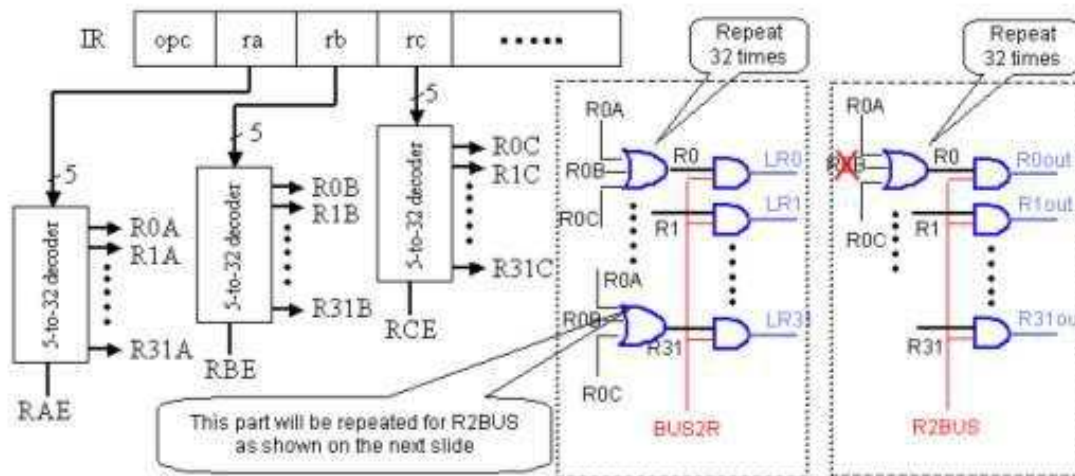 IR
opc
ra
rb
rc
5
5
5
5-to-32 decoder
R0A
R1A
R31A
RAE
5-to-32 decoder
R0B
R1B
R31B
RBE
5-to-32 decoder
R0C
R1C
R31C
RCE
This part will be repeated for R2BUS
as shown on the next slide
Repeat
32 times
R0A
R0B
R0C
R0
LR0
R1
LR1
R0A
R0B
R0C
R31
BUS2R
Repeat
32 times
R0A
R0C
R0
R0out
R1
R1out
R31
R31ou
R2BUS